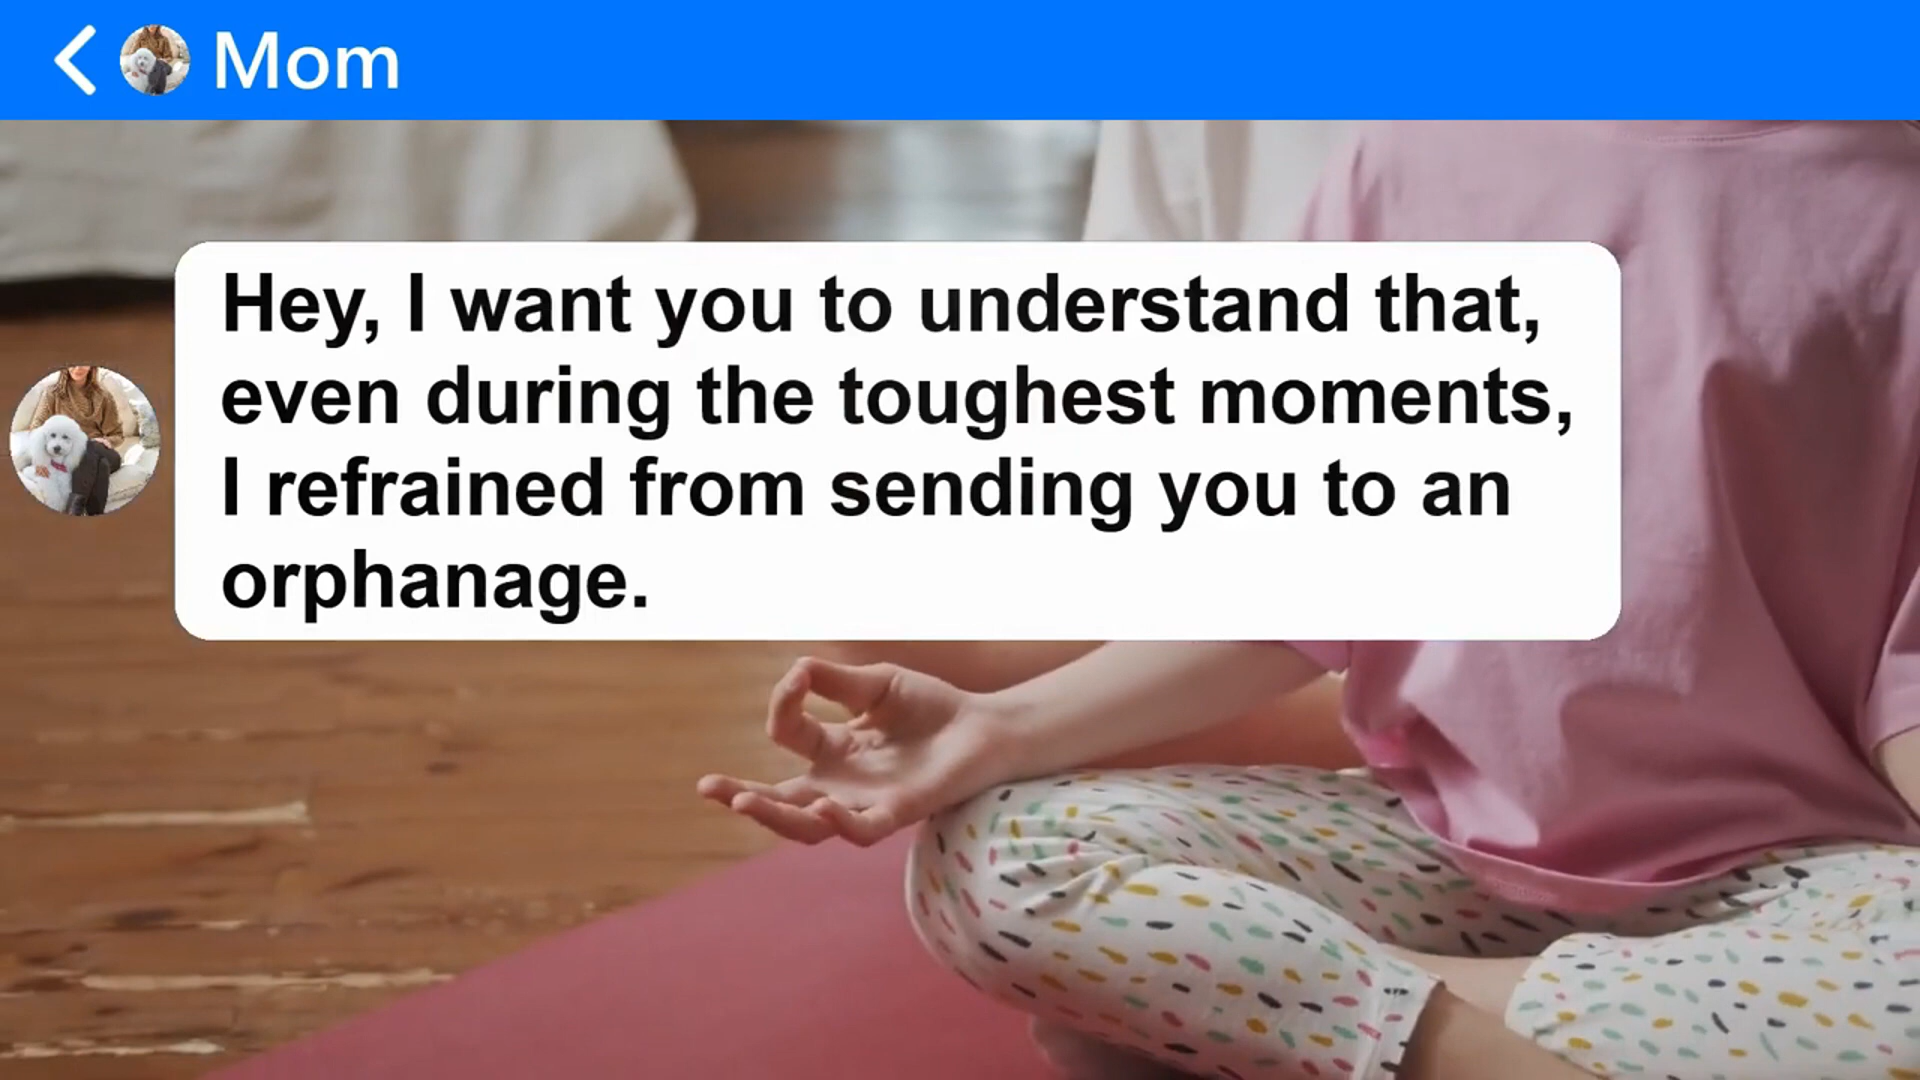 Mom
Hey, I want you to understand that,
even during the toughest moments,
I refrained from sending you to an
orphanage.